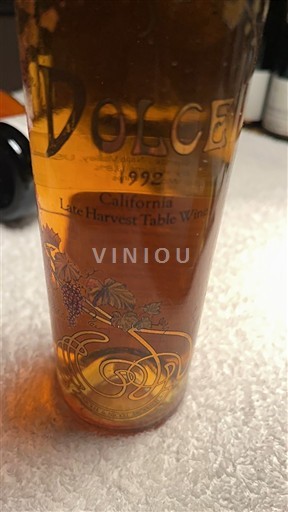 DOLCE
1992
California
Late Harvest Table Wine
VINIOU